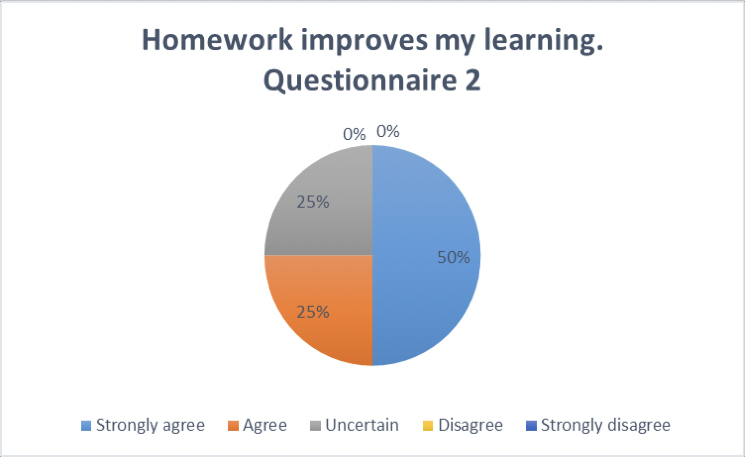 Homework improves my learning.
Questionnaire 2
0% 0%
25%
50%
25%
Strongly agree Agree Uncertain Disagree Strongly disagree